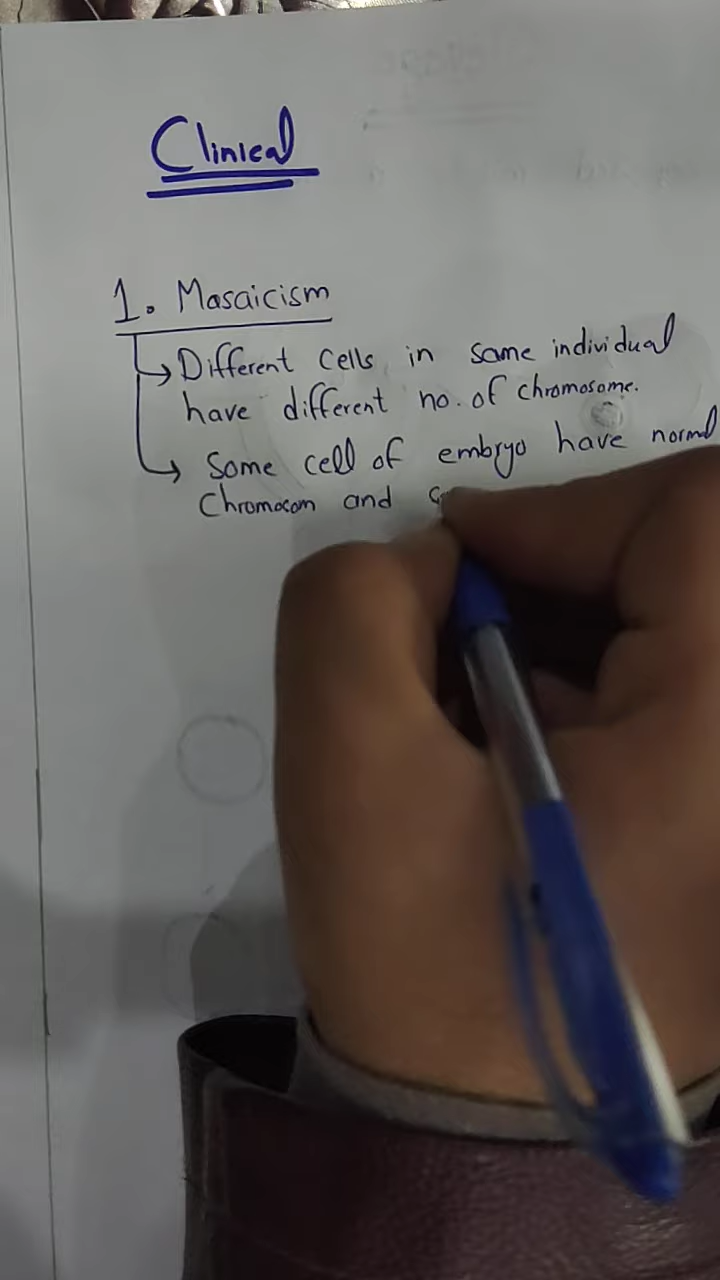 Clinical
1. Masaicism
Different cells in same individual
have different no. of chromosome.
Some cell of embryo have normal
Chromocom and